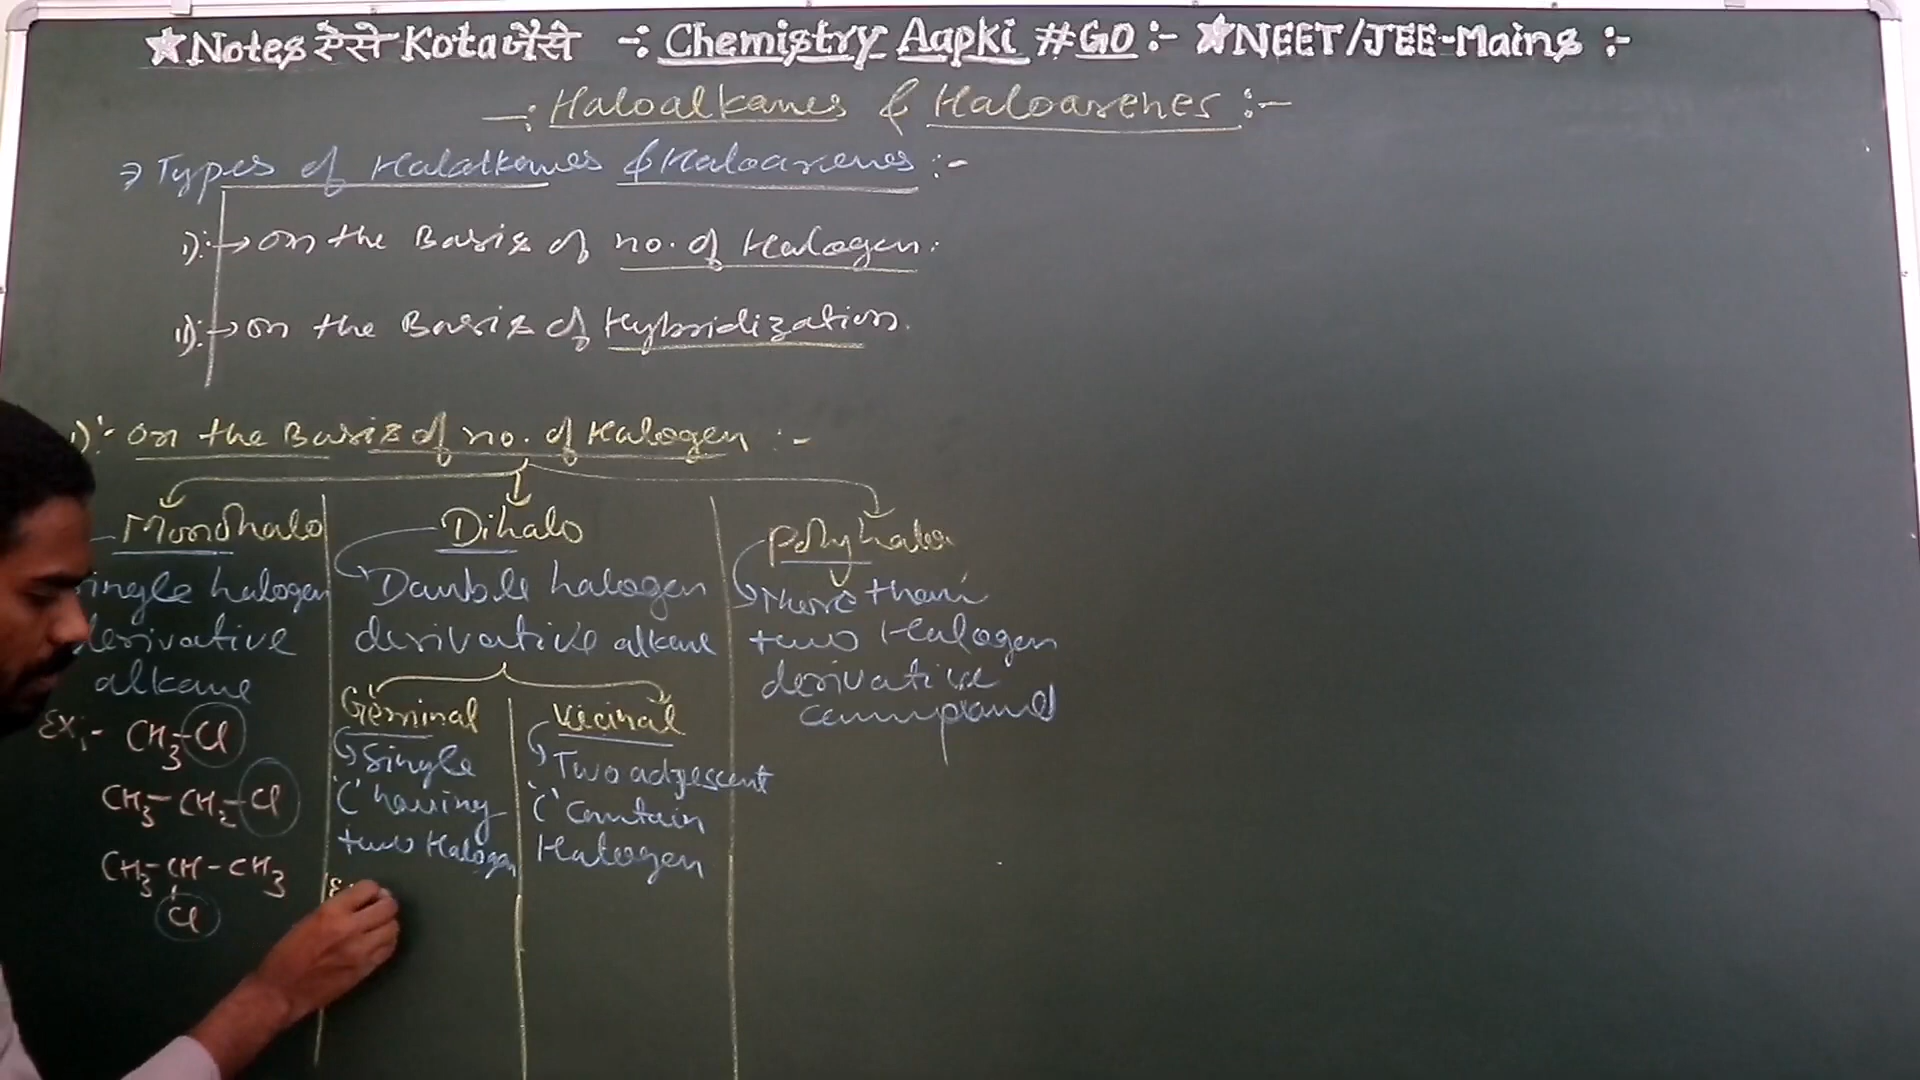 ★Notes ऐसे Kota जैसे -: Chemistry Aapki #GO :- ★NEET/JEE-Mains :-
-: Haloalkanes & Haloarenes :-
→ Types of Halalkanes & Haloarenes :-
i):→ on the Basis of no. of Halogen.
ii):→ on the Basis of Hybridization.
i):- on the Basis of no. of Halogen :-
Monohalo
Single halogen
derivative
alkane
Ex:- CH3-Cl
CH3-CH2-Cl
CH3-CH-CH3
Cl
Dihalo
Daubble halogen
derivative alkane
Geminal
Single
'C' having
two Halogen
Vicinal
Two adjescent
'C' Contain
Halogen
Polyhalo
More than
two Halogen
derivative
compound